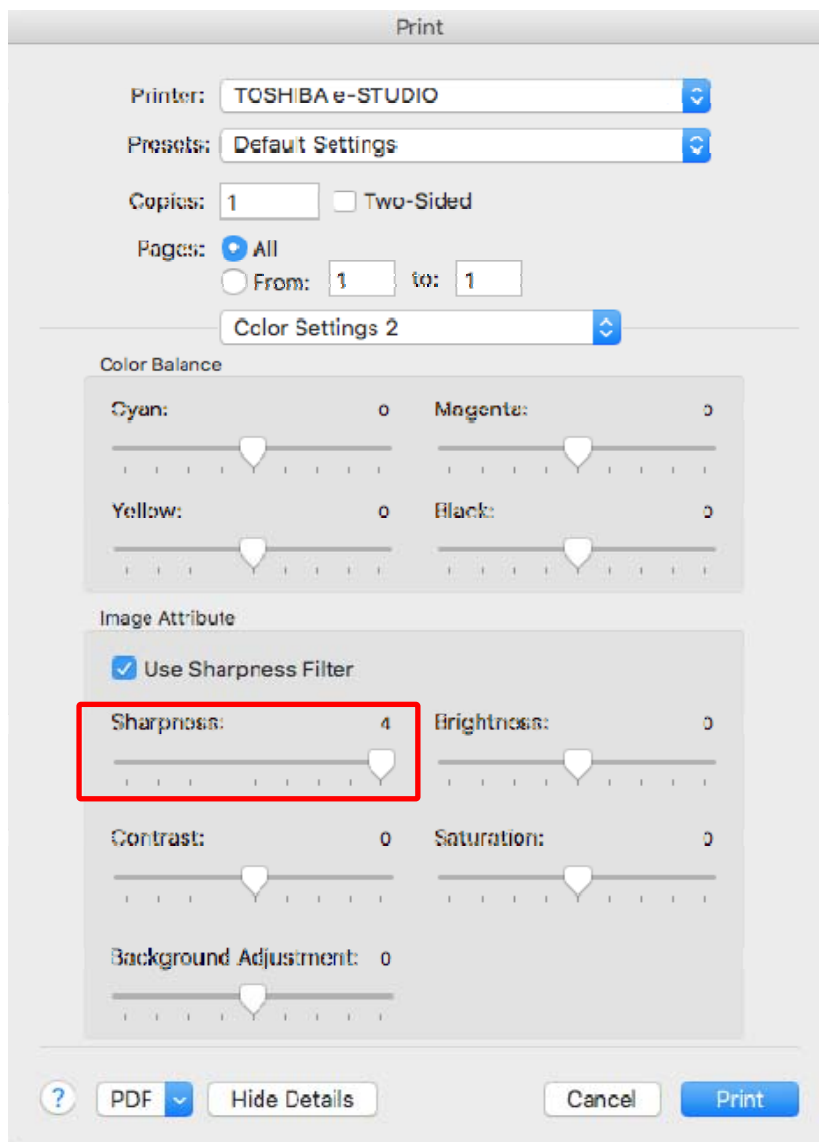 Print
Printer: TOSHIBA e-STUDIO
Presets: Default Settings
Copies: 1 Two-Sided
Pages: All
From: 1 to: 1
Color Settings 2
Color Balance
Cyan: 0 Magenta: 0
Yellow: 0 Black: 0
Image Attribute
Use Sharpness Filter
Sharpness: 4 Brightness: 0
Contrast: 0 Saturation: 0
Background Adjustment: 0
? PDF Hide Details Cancel Print